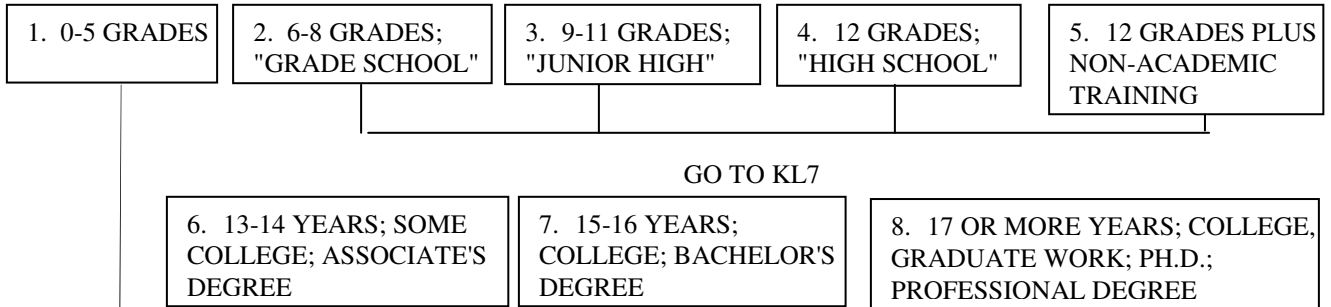 1. 0-5 GRADES
2. 6-8 GRADES;
"GRADE SCHOOL"
3. 9-11 GRADES;
"JUNIOR HIGH"
4. 12 GRADES;
"HIGH SCHOOL"
5. 12 GRADES PLUS
NON-ACADEMIC
TRAINING
GO TO KL7
6. 13-14 YEARS; SOME
COLLEGE; ASSOCIATE'S
DEGREE
7. 15-16 YEARS;
COLLEGE; BACHELOR'S
DEGREE
8. 17 OR MORE YEARS; COLLEGE,
GRADUATE WORK; PH.D.;
PROFESSIONAL DEGREE